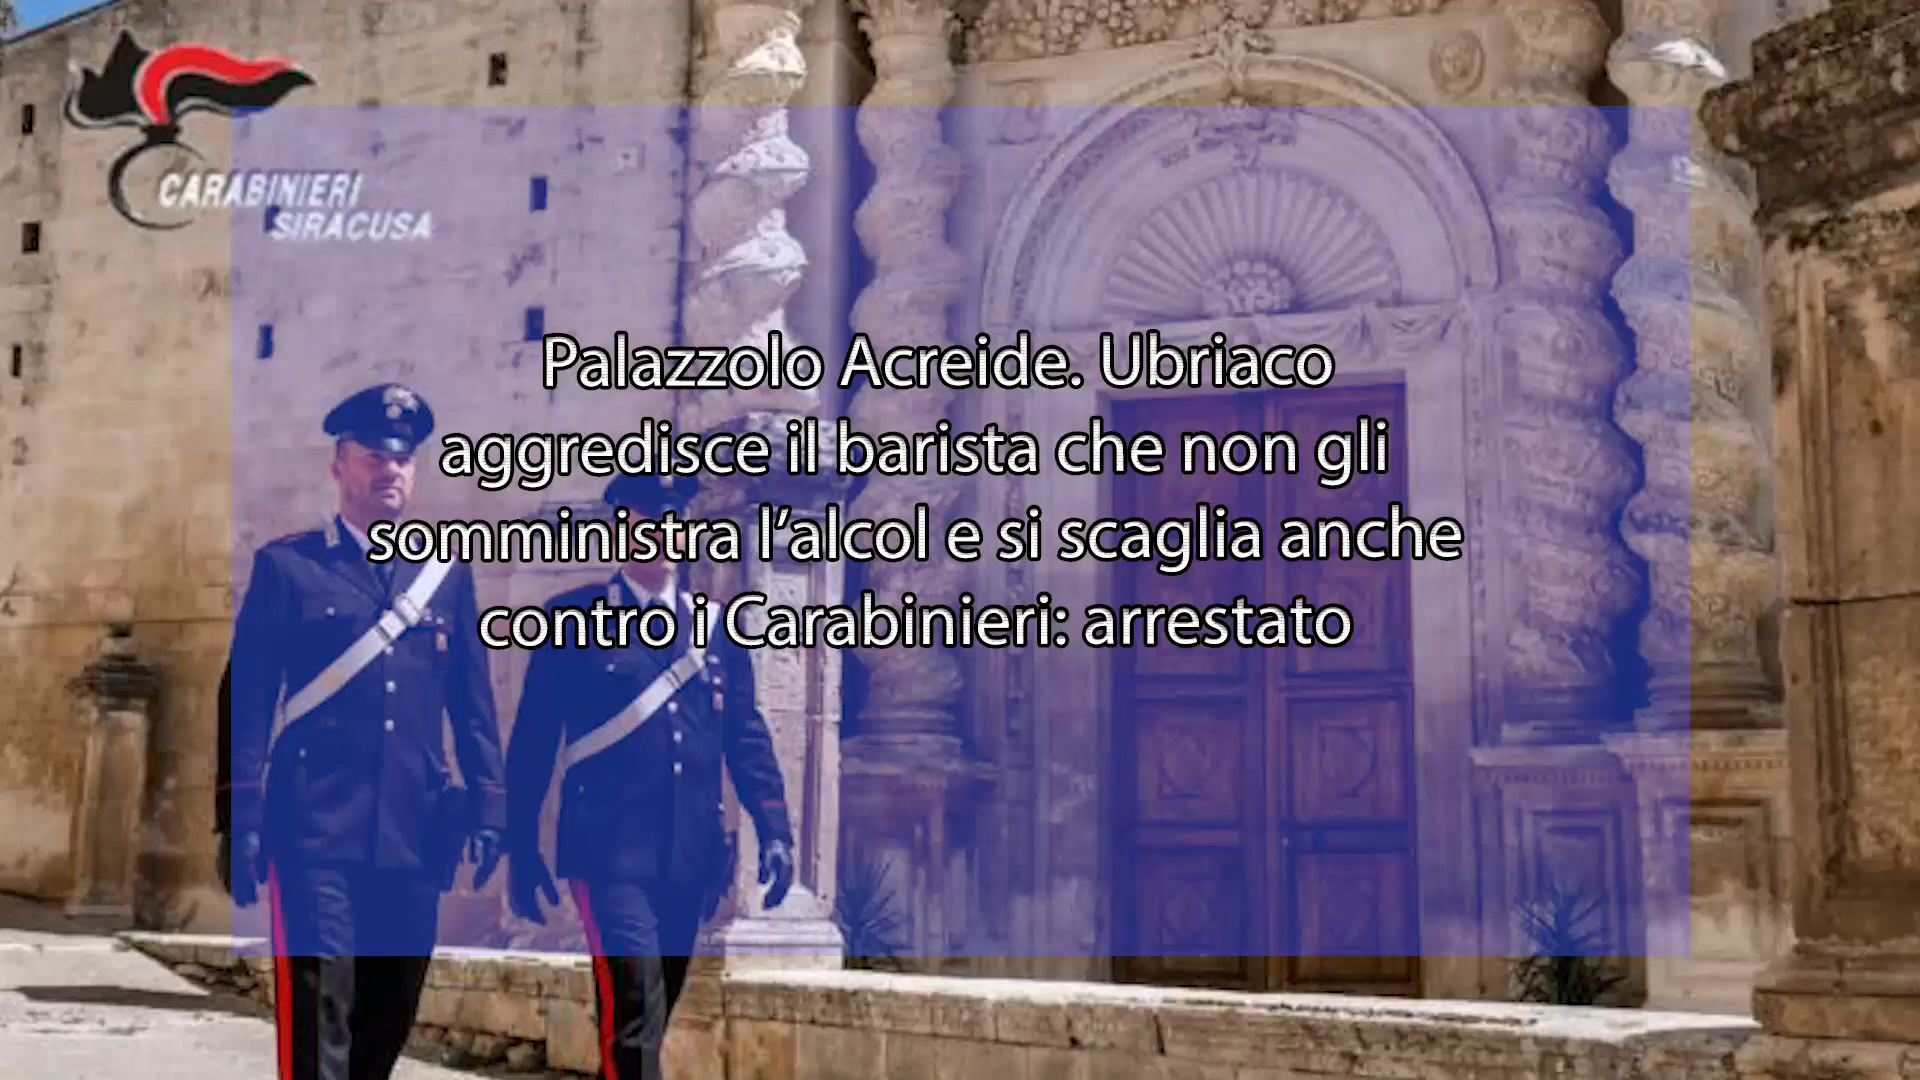 CARABINIERI
SIRACUSA
Palazzolo Acreide. Ubriaco
aggredisce il barista che non gli
somministra l’alcol e si scaglia anche
contro i Carabinieri: arrestato